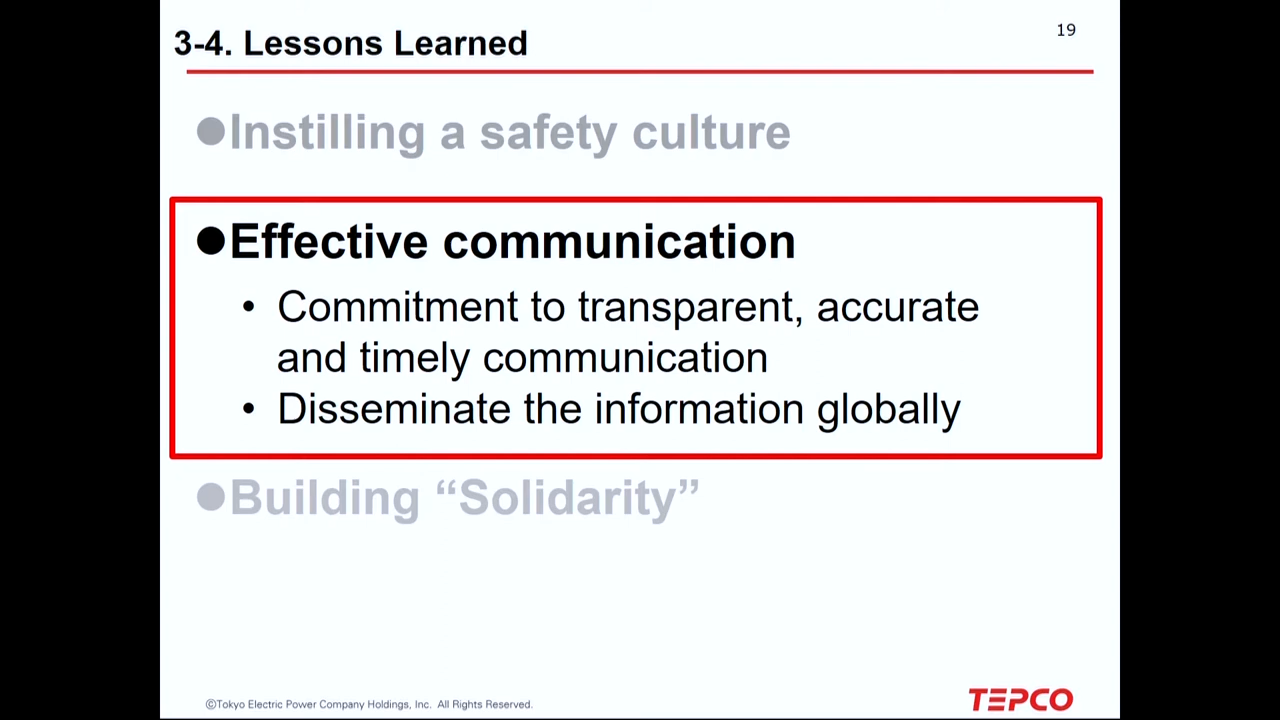 3-4. Lessons Learned
19
●Instilling a safety culture
●Effective communication
• Commitment to transparent, accurate
and timely communication
• Disseminate the information globally
●Building “Solidarity”
©Tokyo Electric Power Company Holdings, Inc. All Rights Reserved.
TEPCO